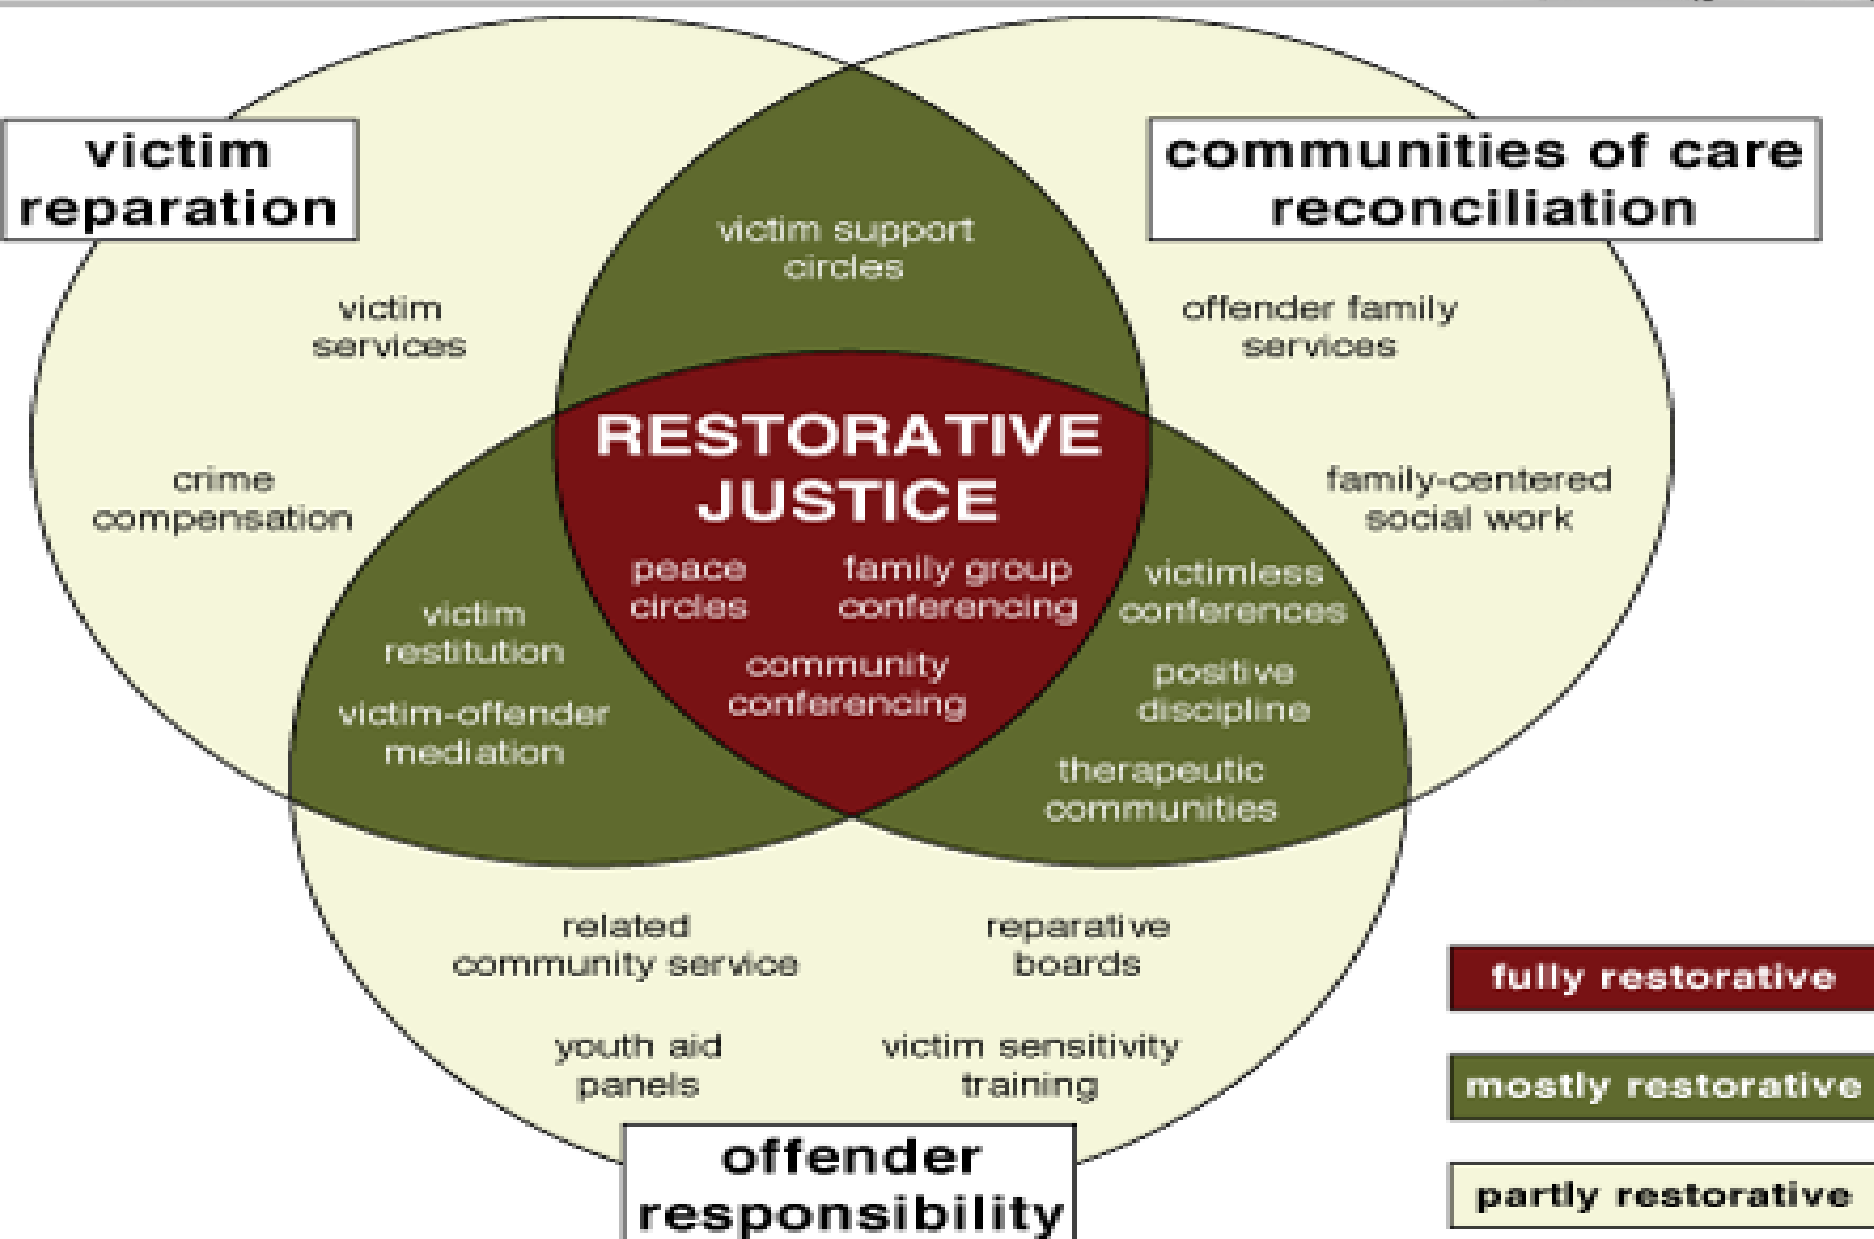 victim
reparation
communities of care
reconciliation
victim support
circles
victim
services
offender family
services
crime
compensation
family-centered
social work
RESTORATIVE
JUSTICE
peace
circles
family group
conferencing
community
conferencing
victim
restitution
victim-offender
mediation
victimless
conferences
positive
discipline
therapeutic
communities
related
community service
reparative
boards
youth aid
panels
victim sensitivity
training
offender
responsibility
fully restorative
mostly restorative
partly restorative